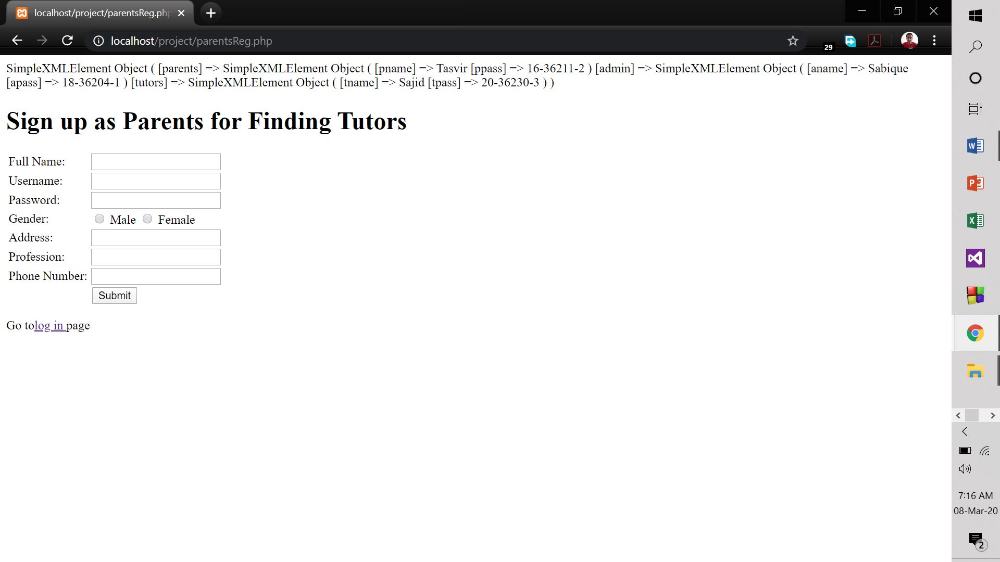 localhost/project/parentsReg.php
localhost/project/parentsReg.php
29
SimpleXMLElement Object ( [parents] => SimpleXMLElement Object ( [pname] => Tasvir [ppass] => 16-36211-2 ) [admin] => SimpleXMLElement Object ( [aname] => Sabique
[apass] => 18-36204-1 ) [tutors] => SimpleXMLElement Object ( [tname] => Sajid [tpass] => 20-36230-3 ) )
Sign up as Parents for Finding Tutors
Full Name:
Username:
Password:
Gender: Male Female
Address:
Profession:
Phone Number:
Submit
Go tolog in page
7:16 AM
08-Mar-20
2